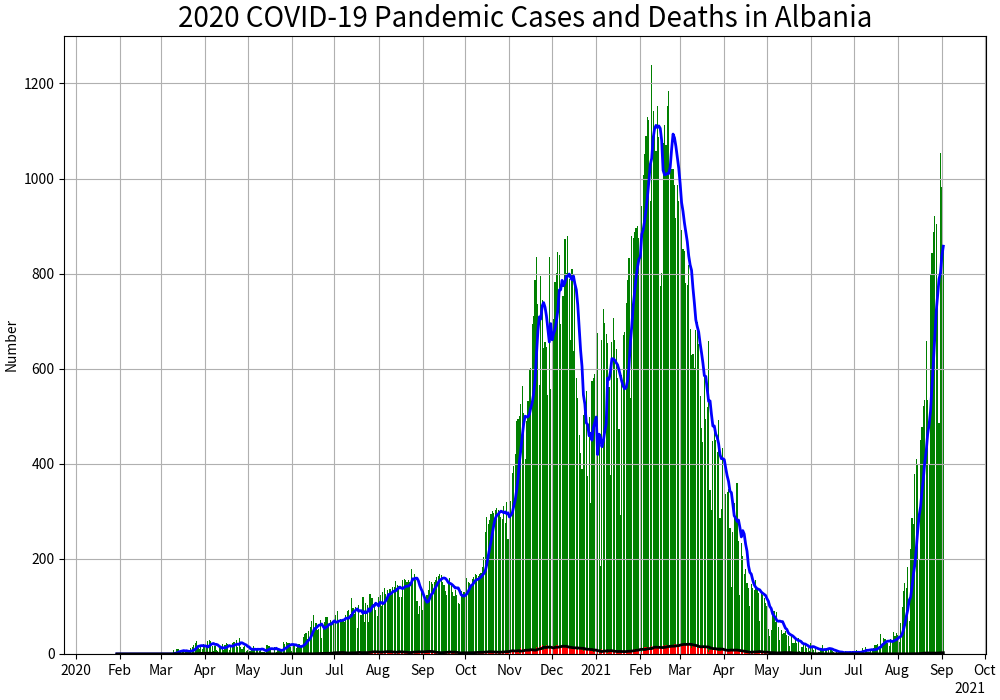 2020 COVID-19 Pandemic Cases and Deaths in Albania
1200
1000
800
600
400
200
0
Number
2020 Feb Mar Apr May Jun Jul Aug Sep Oct Nov Dec 2021 Feb Mar Apr May Jun Jul Aug Sep Oct
2021